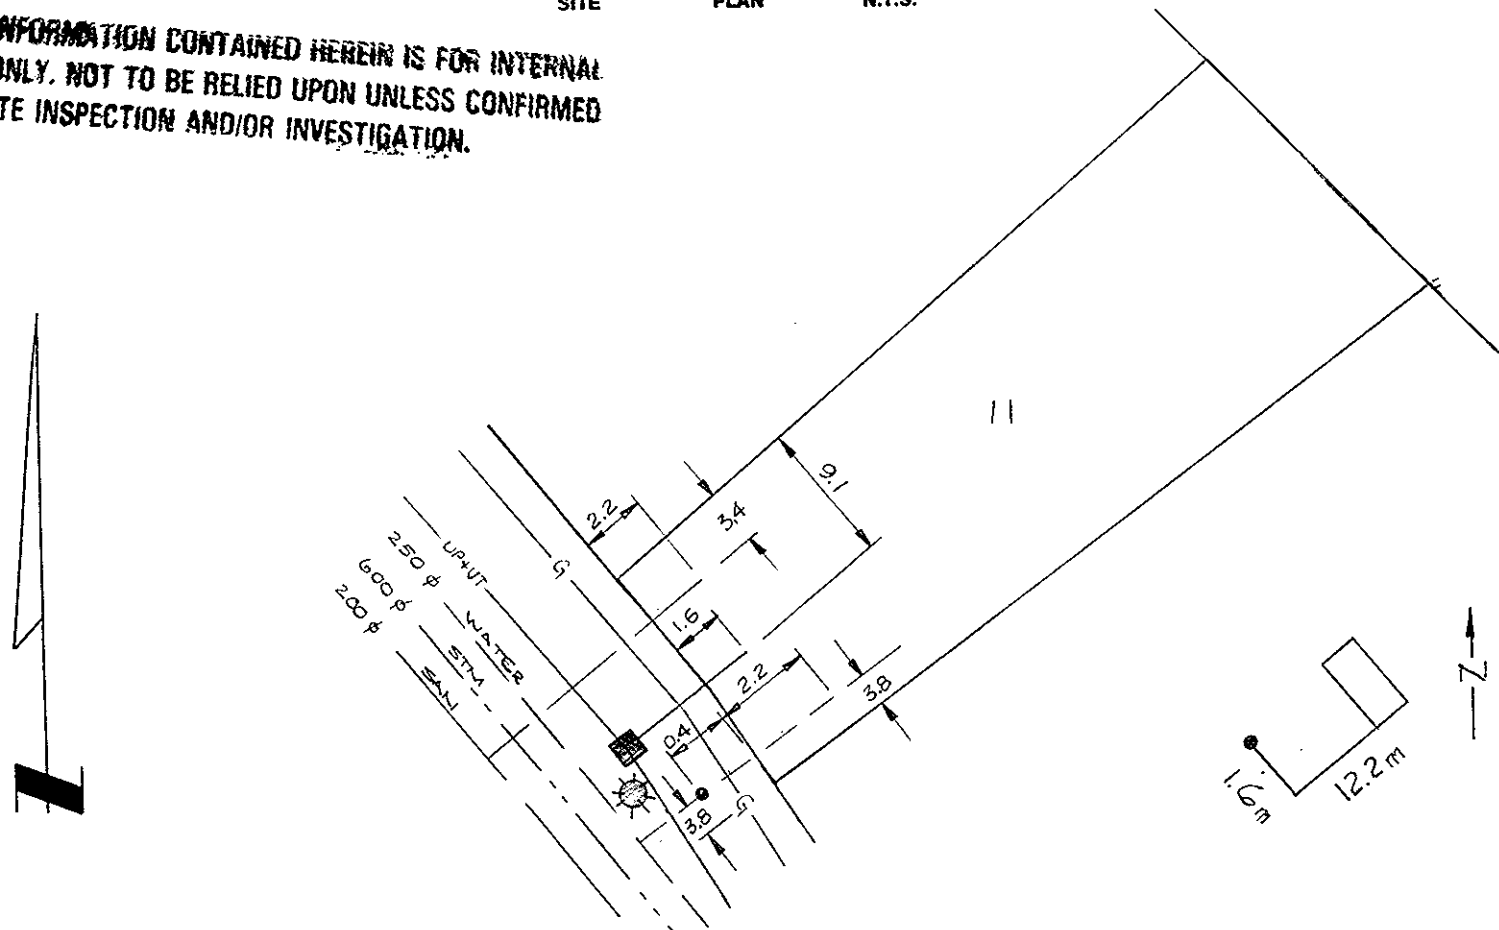 SITE PLAN N.T.S.
INFORMATION CONTAINED HEREIN IS FOR INTERNAL
ONLY. NOT TO BE RELIED UPON UNLESS CONFIRMED
TE INSPECTION AND/OR INVESTIGATION.
11
9.1
2.2
3.4
G
UP+UT
250 ϕ WATER
600 ϕ STM
200 ϕ SAN
1.6
2.2
3.8
0.4
G
3.8
N
1.6m
12.2m